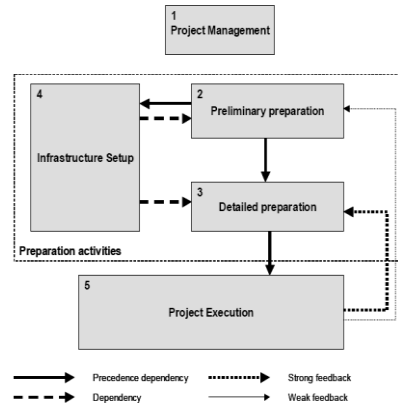 1
Project Management
4
2
Preliminary preparation
Infrastructure Setup
3
Detailed preparation
Preparation activities
5
Project Execution
Precedence dependency
Strong feedback
Dependency
Weak feedback